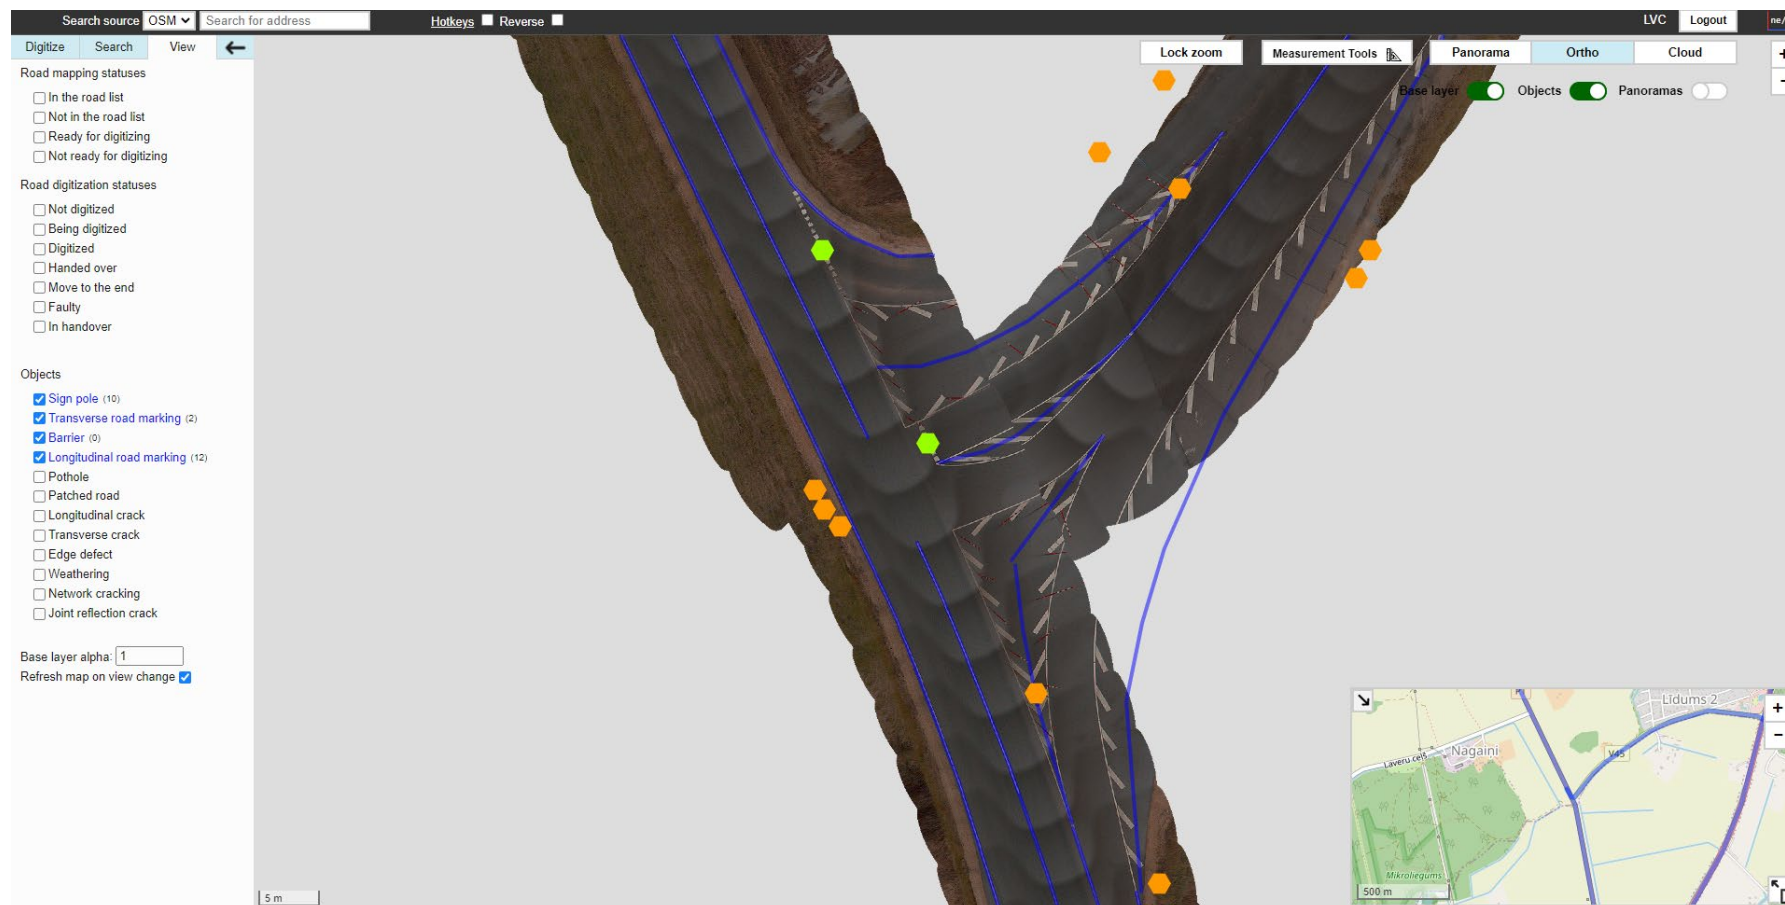 Search source OSM Search for address Hotkeys Reverse LVC Logout ne/
Digitize Search View
Lock zoom Measurement Tools Panorama Ortho Cloud
Base layer Objects Panoramas
Road mapping statuses
In the road list
Not in the road list
Ready for digitizing
Not ready for digitizing
Road digitization statuses
Not digitized
Being digitized
Digitized
Handed over
Move to the end
Faulty
In handover
Objects
Sign pole (10)
Transverse road marking (2)
Barrier (0)
Longitudinal road marking (12)
Pothole
Patched road
Longitudinal crack
Transverse crack
Edge defect
Weathering
Network cracking
Joint reflection crack
Base layer alpha: 1
Refresh map on view change
5 m
Līdums 2
Nagaiņi
V45
Laveru ceļš
Mikroliegums
500 m